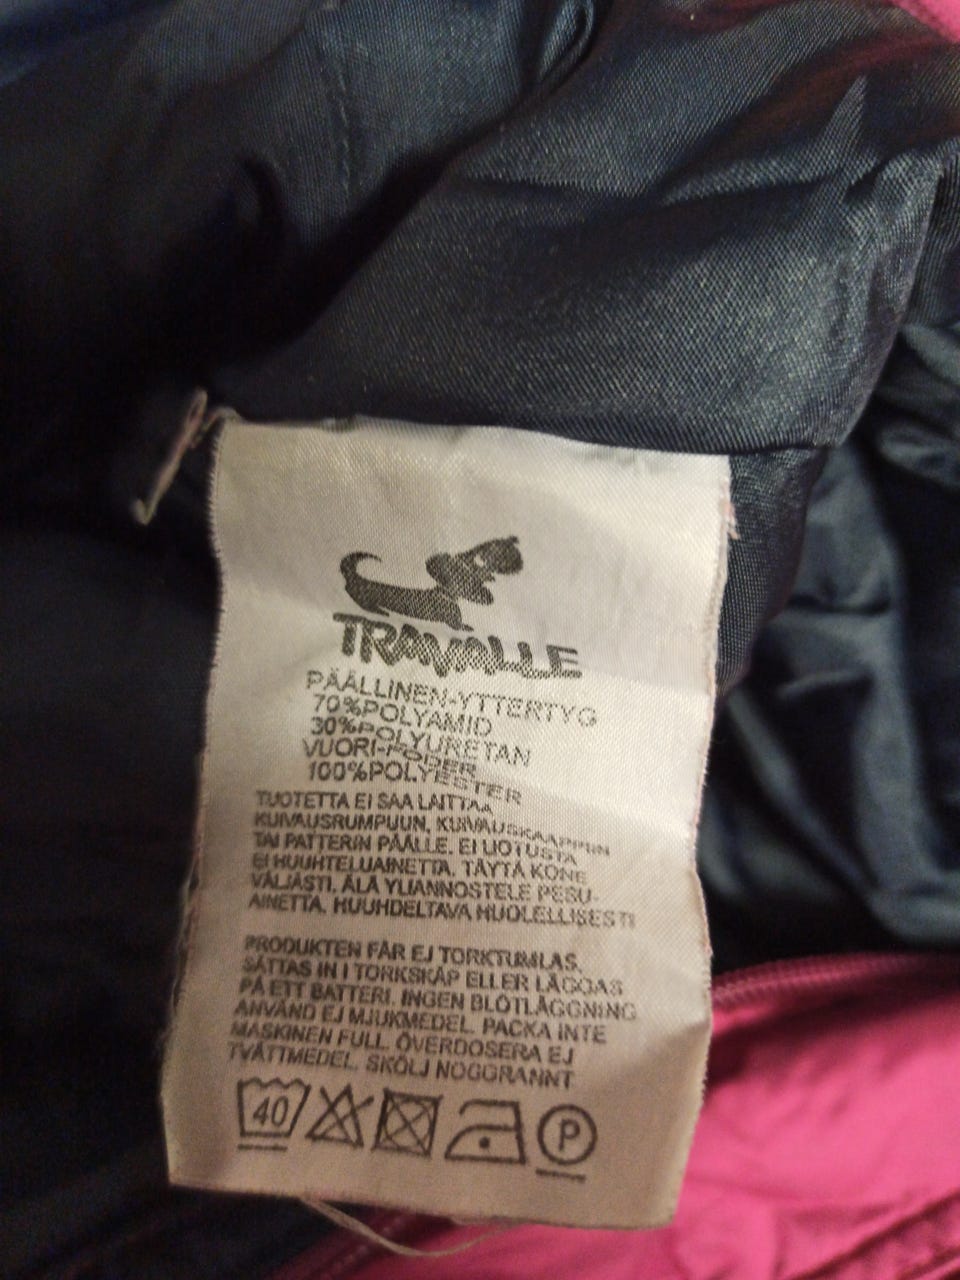 TRAVALLE
PÄÄLLINEN-YTTERTYG
70%POLYAMID
30%POLYURETAN
VUORI-FODER
100%POLYESTER
TUOTETTA EI SAA LAITTAA
KUIVAUSRUMPUUN, KUIVAUSKAAPPIIN
TAI PATTERIN PÄÄLLE. EI LIOTUSTA
EI HUUHTELUAINETTA. TÄYTÄ KONE
VÄLJÄSTI. ÄLÄ YLIANNOSTELE PESU-
AINETTA. HUUHDELTAVA HUOLELLISESTI
PRODUKTEN FÅR EJ TORKTUMLAS,
SÄTTAS IN I TORKSKÅP ELLER LÄGGAS
PÅ ETT BATTERI. INGEN BLÖTLÄGGNING
ANVÄND EJ MJUKMEDEL. PACKA INTE
MASKINEN FULL. ÖVERDOSERA EJ
TVÄTTMEDEL. SKÖLJ NOGGRANNT
40 P